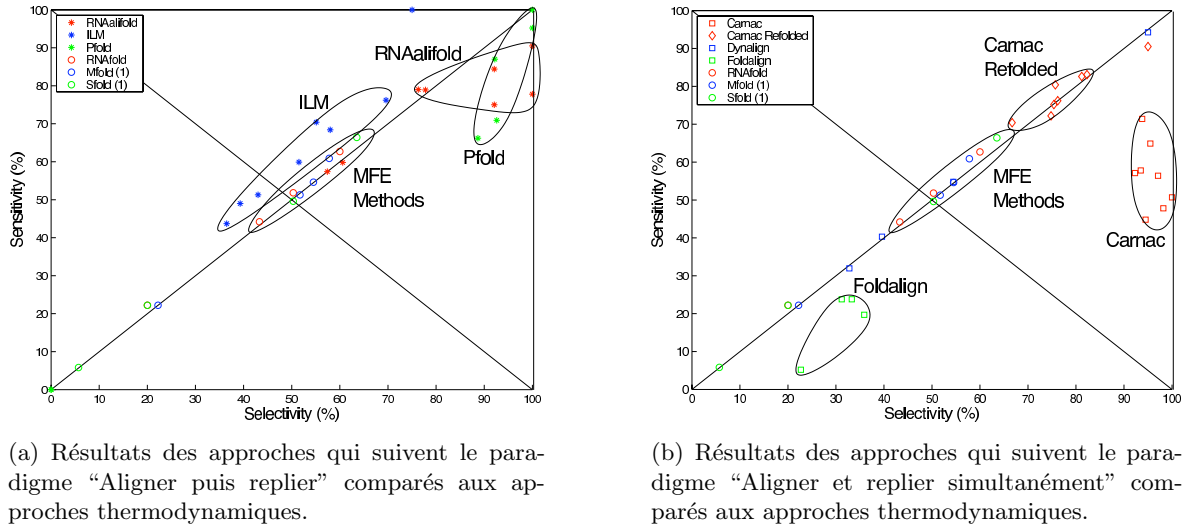 RNAalifold
ILM
Pfold
RNAfold
Mfold (1)
Sfold (1)
RNAalifold
ILM
Pfold
MFE
Methods
100
90
80
70
60
50
40
30
20
10
0
Sensitivity (%)
0 10 20 30 40 50 60 70 80 90 100
Selectivity (%)
(a) Résultats des approches qui suivent le para-
digme “Aligner puis replier” comparés aux ap-
proches thermodynamiques.
Carnac
Carnac Refolded
Dynalign
Foldalign
RNAfold
Mfold (1)
Sfold (1)
Carnac
Refolded
MFE
Methods
Carnac
Foldalign
100
90
80
70
60
50
40
30
20
10
0
Sensitivity (%)
0 10 20 30 40 50 60 70 80 90 100
Selectivity (%)
(b) Résultats des approches qui suivent le para-
digme “Aligner et replier simultanément” com-
parés aux approches thermodynamiques.